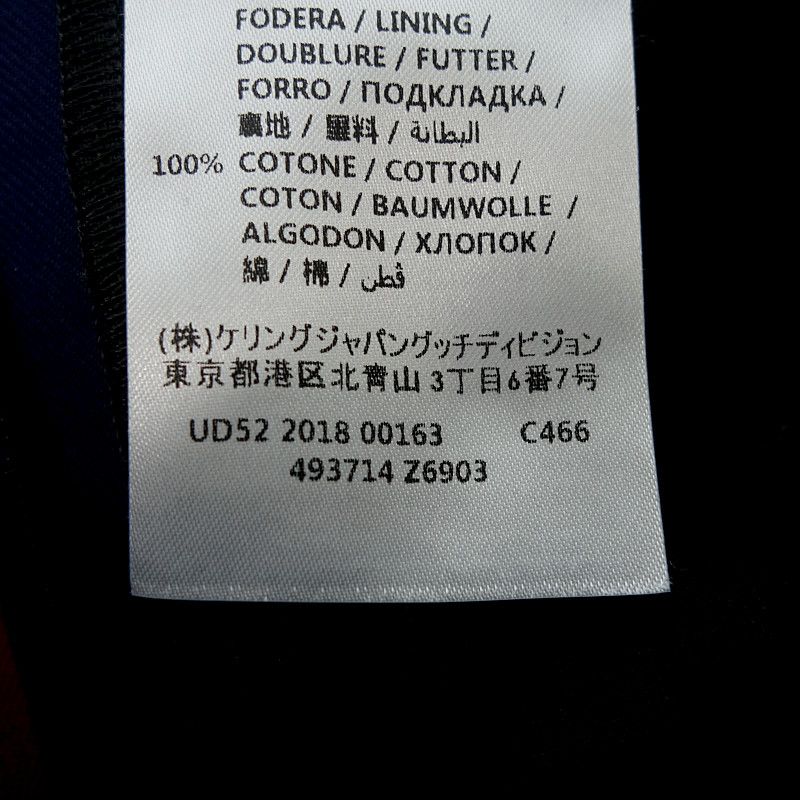 FODERA / LINING /
DOUBLURE / FUTTER /
FORRO / ПОДКЛАДКА /
裏地 / 裡料 / البطانة
100% COTONE / COTTON /
COTON / BAUMWOLLE /
ALGODON / ХЛОПОК /
綿 / 棉 / قطن
(株)ケリングジャパングッチディビジョン
東京都港区北青山3丁目6番7号
UD52 2018 00163 C466
493714 Z6903